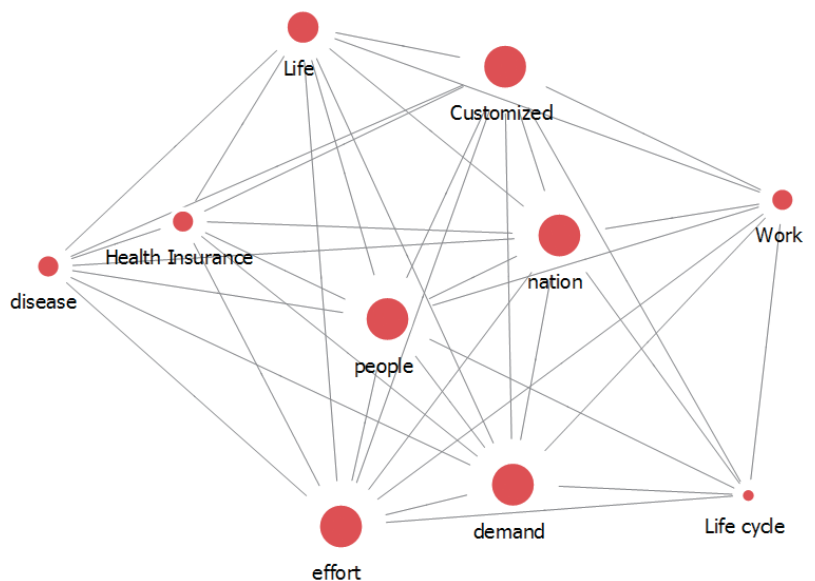 Life
Customized
Work
Health Insurance
nation
disease
people
Life cycle
demand
effort